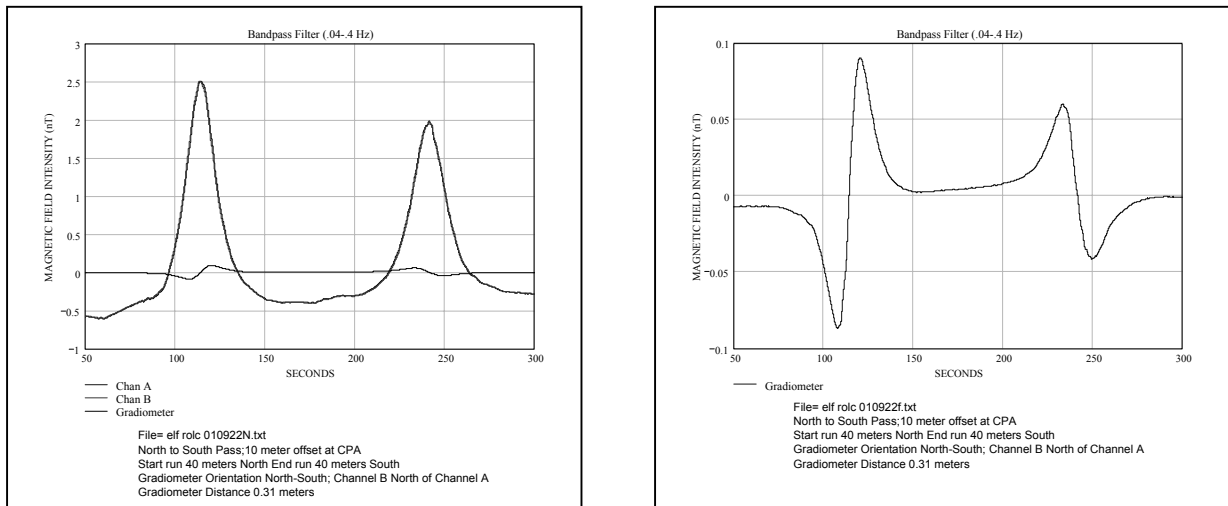 Bandpass Filter (.04-.4 Hz)
MAGNETIC FIELD INTENSITY (nT)
3
2.5
2
1.5
1
0.5
0
−0.5
−1
50
100
150
200
250
300
SECONDS
Chan A
Chan B
Gradiometer
File= elf rolc 010922N.txt
North to South Pass;10 meter offset at CPA
Start run 40 meters North End run 40 meters South
Gradiometer Orientation North-South; Channel B North of Channel A
Gradiometer Distance 0.31 meters
Bandpass Filter (.04-.4 Hz)
MAGNETIC FIELD INTENSITY (nT)
0.1
0.05
0
−0.05
−0.1
50
100
150
200
250
300
SECONDS
Gradiometer
File= elf rolc 010922f.txt
North to South Pass;10 meter offset at CPA
Start run 40 meters North End run 40 meters South
Gradiometer Orientation North-South; Channel B North of Channel A
Gradiometer Distance 0.31 meters